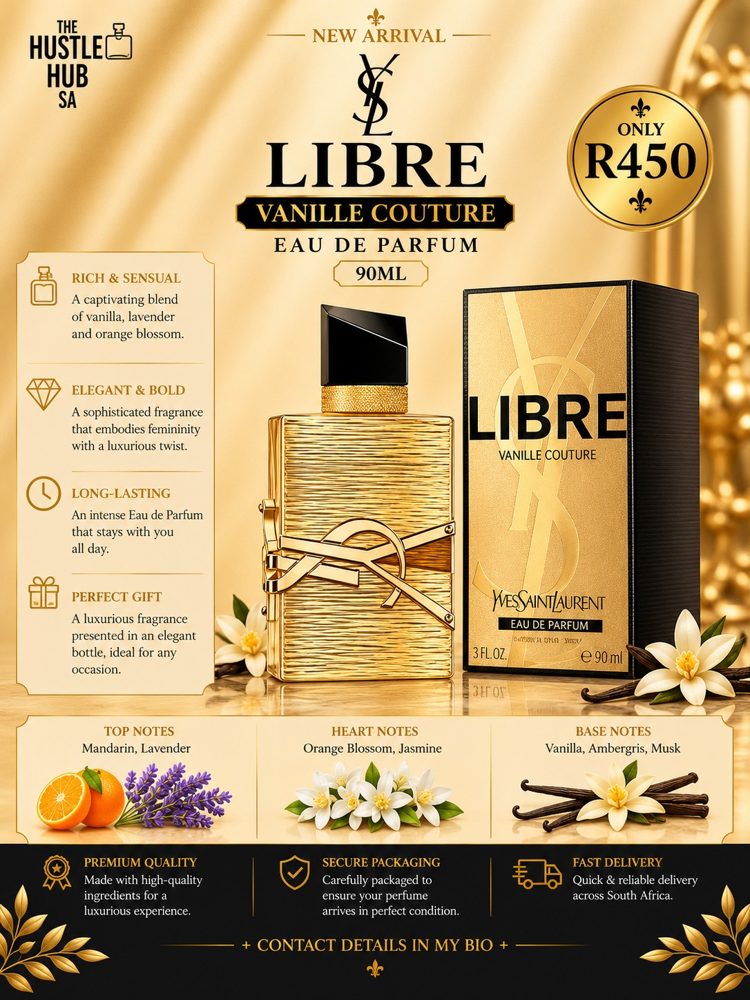 THE
HUSTLE
HUB
SA
NEW ARRIVAL
YSL
LIBRE
VANILLE COUTURE
EAU DE PARFUM
90ML
ONLY
R450
RICH & SENSUAL
A captivating blend
of vanilla, lavender
and orange blossom.
ELEGANT & BOLD
A sophisticated fragrance
that embodies femininity
with a luxurious twist.
LONG-LASTING
An intense Eau de Parfum
that stays with you
all day.
PERFECT GIFT
A luxurious fragrance
presented in an elegant
bottle, ideal for any
occasion.
LIBRE
VANILLE COUTURE
YVESSAINTLAURENT
EAU DE PARFUM
3 FL.OZ. e 90 ml
TOP NOTES
Mandarin, Lavender
HEART NOTES
Orange Blossom, Jasmine
BASE NOTES
Vanilla, Ambergris, Musk
PREMIUM QUALITY
Made with high-quality
ingredients for a
luxurious experience.
SECURE PACKAGING
Carefully packaged to
ensure your perfume
arrives in perfect condition.
FAST DELIVERY
Quick & reliable delivery
across South Africa.
+ CONTACT DETAILS IN MY BIO +